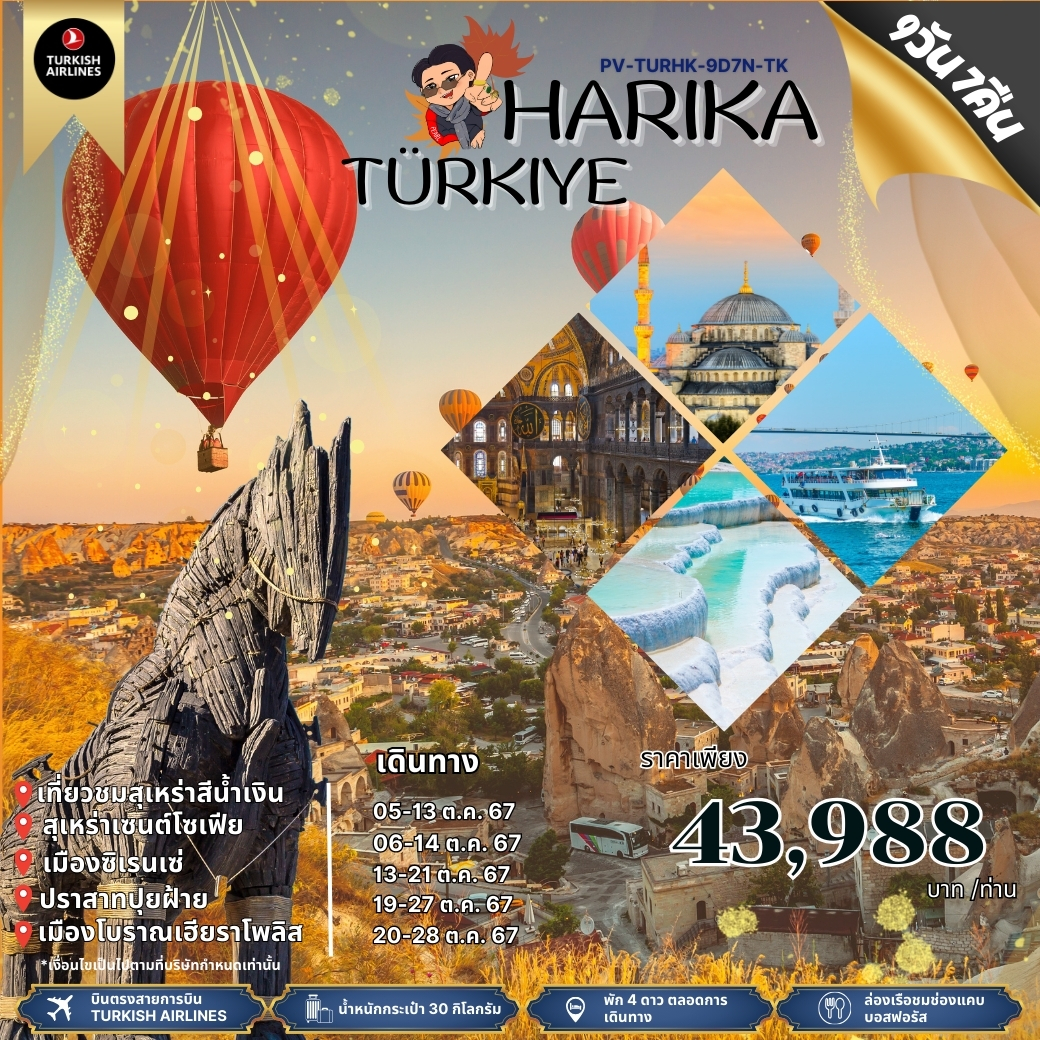 TURKISH
AIRLINES
PV-TURHK-9D7N-TK
HARIKA
TÜRKIYE
9วัน 7คืน
เที่ยวชมสุเหร่าสีน้ำเงิน
สุเหร่าเซนต์โซเฟีย
เมืองซิเรนเซ่
ปราสาทปุยฝ้าย
เมืองโบราณเฮียราโพลิส
*เงื่อนไขเป็นไปตามที่บริษัทกำหนดเท่านั้น
เดินทาง
05-13 ต.ค. 67
06-14 ต.ค. 67
13-21 ต.ค. 67
19-27 ต.ค. 67
20-28 ต.ค. 67
ราคาเพียง
43,988
บาท /ท่าน
บินตรงสายการบิน
TURKISH AIRLINES
น้ำหนักกระเป๋า 30 กิโลกรัม
พัก 4 ดาว ตลอดการ
เดินทาง
ล่องเรือชมช่องแคบ
บอสฟอรัส